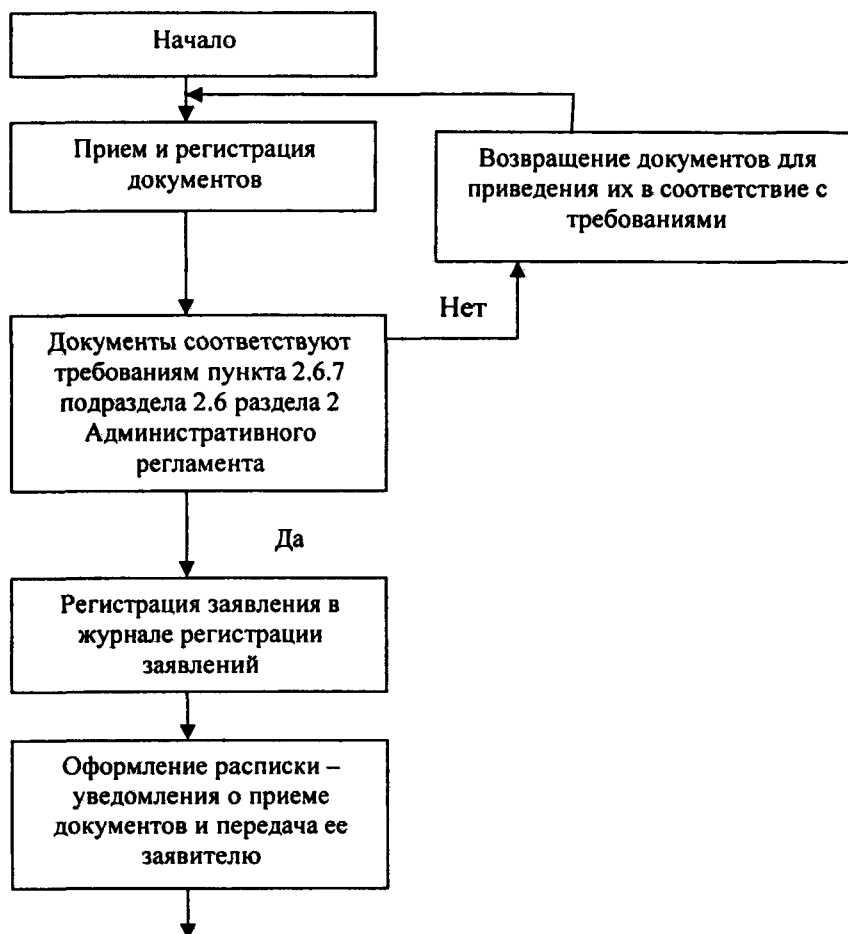 Начало
Прием и регистрация
документов
Возвращение документов для
приведения их в соответствие с
требованиями
Нет
Документы соответствуют
требованиям пункта 2.6.7
подраздела 2.6 раздела 2
Административного
регламента
Да
Регистрация заявления в
журнале регистрации
заявлений
Оформление расписки –
уведомления о приеме
документов и передача ее
заявителю